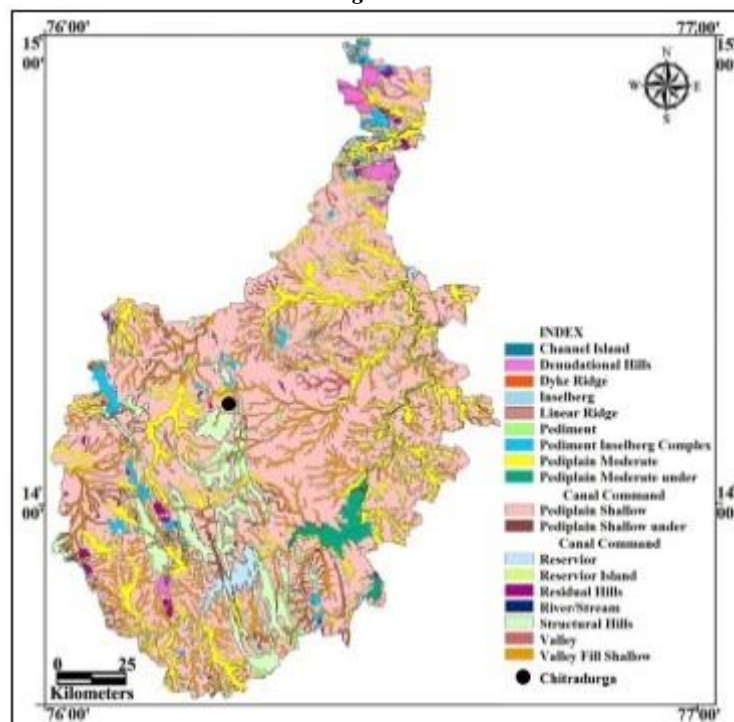 76°00' 77°00'
15°
00'
15°
00'
N
W E
S
INDEX
Channel Island
Denudational Hills
Dyke Ridge
Inselberg
Linear Ridge
Pediment
Pediment Inselberg Complex
Pediplain Moderate
Pediplain Moderate under
Canal Command
Pediplain Shallow
Pediplain Shallow under
Canal Command
Reservior
Reservior Island
Residual Hills
River/Stream
Structural Hills
Valley
Valley Fill Shallow
Chitradurga
14°
00'
14°
00'
0 25
Kilometers
76°00' 77°00'